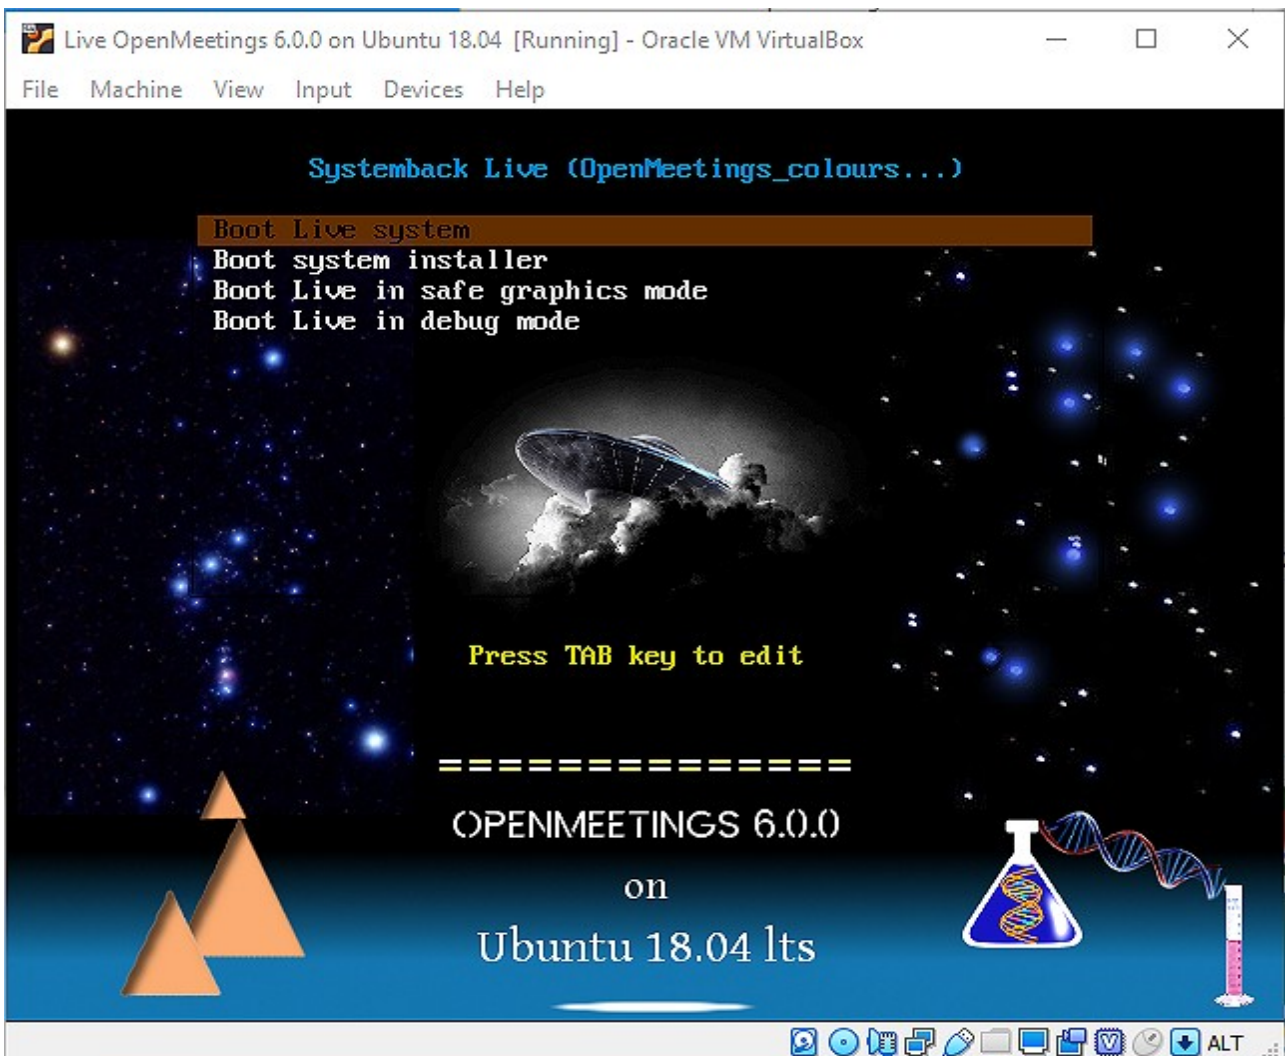 Live OpenMeetings 6.0.0 on Ubuntu 18.04 [Running] - Oracle VM VirtualBox
File Machine View Input Devices Help
Systemback Live (OpenMeetings_colours...)
Boot Live system
Boot system installer
Boot Live in safe graphics mode
Boot Live in debug mode
Press TAB key to edit
==============
OPENMEETINGS 6.0.0
on
Ubuntu 18.04 lts
ALT